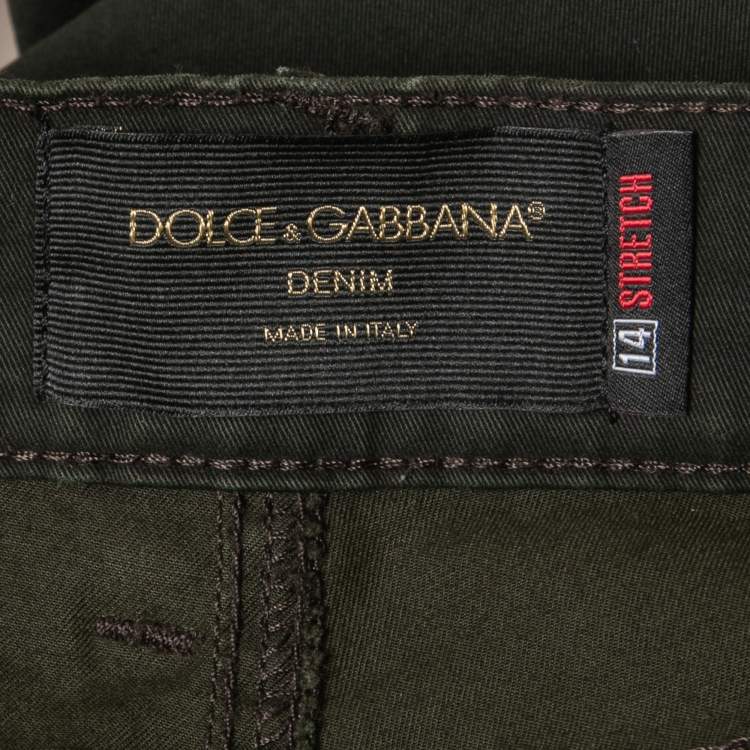 DOLCE & GABBANA®
DENIM
MADE IN ITALY
14 STRETCH